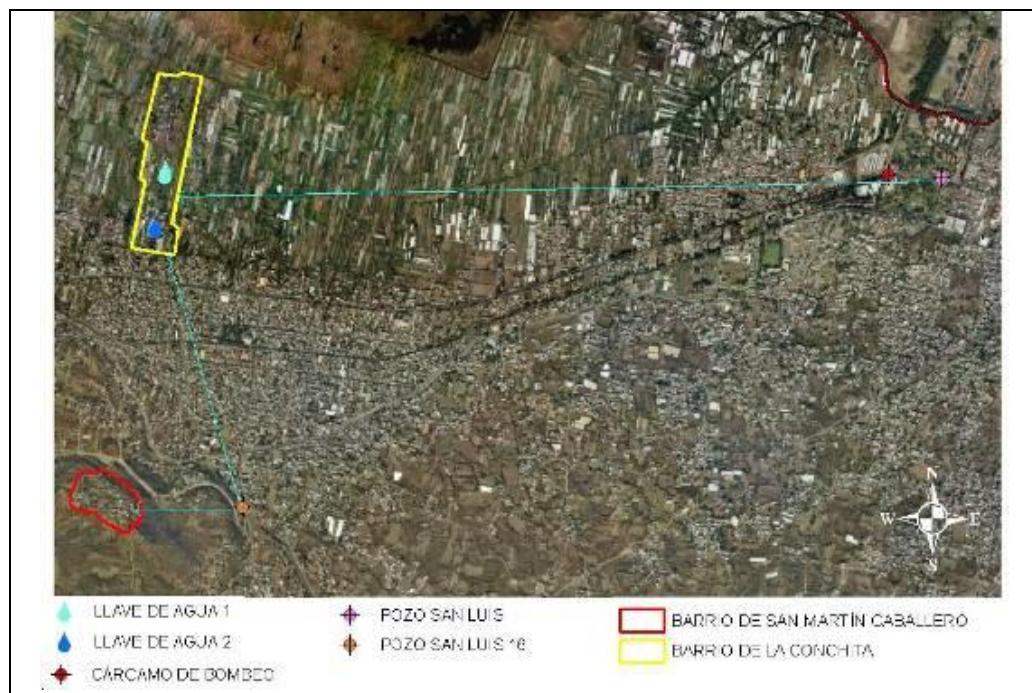 N
W E
S
LLAVE DE AGUA 1
LLAVE DE AGUA 2
CÁRCAMO DE BOMBEO
POZO SAN LUIS
POZO SAN LUIS 16
BARRIO DE SAN MARTÍN CABALLERO
BARRIO DE LA CONCHITA